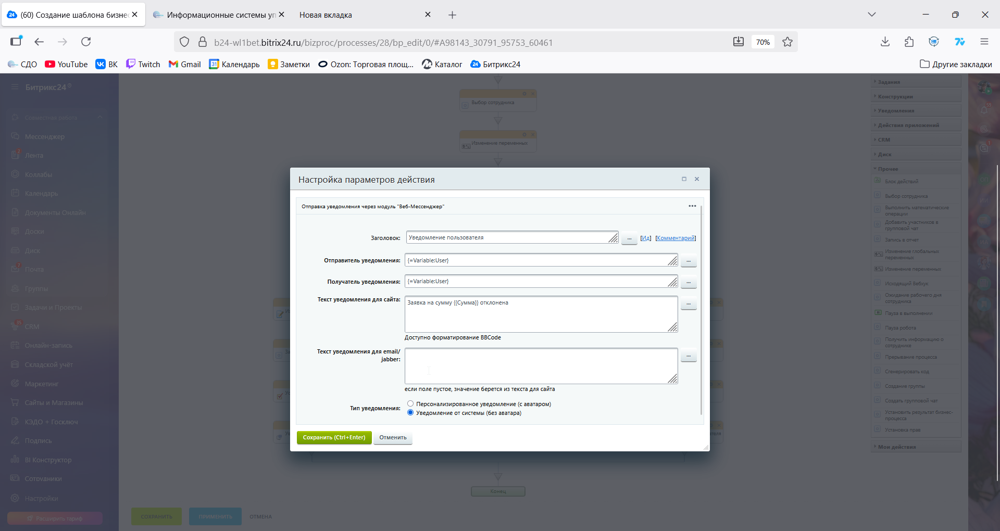 (60) Создание шаблона бизнес
Информационные системы уп
Новая вкладка
b24-wl1bet.bitrix24.ru/bizproc/processes/28/bp_edit/0/#A98143_30791_95753_60461
70%
СДО
YouTube
ВК
Twitch
Gmail
Календарь
Заметки
Ozon: Торговая площ...
Каталог
Битрикс24
Другие закладки
Битрикс24
Совместная работа
Мессенджер
2
Лента
Коллабы
Календарь
Документы Онлайн
Доски
Диск
7
Почта
Группы
Задачи и Проекты
35
CRM
Онлайн-запись
Складской учёт
Маркетинг
Сайты и Магазины
КЭДО + Госключ
Подпись
BI Конструктор
Сотрудники
Настройки
Расширить тариф
Выбор сотрудника
Изменение переменных
Настройка параметров действия
Отправка уведомления через модуль "Веб-Мессенджер"
Заголовок:
Уведомление пользователя
...
[Ид]
[Комментарий]
Отправитель уведомления:
{=Variable:User}
...
Получатель уведомления:
{=Variable:User}
...
Текст уведомления для сайта:
Заявка на сумму {{Сумма}} отклонена
...
Доступно форматирование BBCode
Текст уведомления для email/
jabber:
...
если поле пустое, значение берется из текста для сайта
Тип уведомления:
Персонализированное уведомление (с аватаром)
Уведомление от системы (без аватара)
Сохранить (Ctrl+Enter)
Отменить
Конец
СОХРАНИТЬ
ПРИМЕНИТЬ
ОТМЕНА
Задания
Конструкции
Уведомления
Действия приложений
CRM
Диск
Прочее
Блок действий
Выбор сотрудника
Выполнить математические
операции
Добавить участников в
групповой чат
Запись в отчет
Изменение глобальных
переменных
Изменение переменных
Исходящий Вебхук
Ожидание рабочего дня
сотрудника
Пауза в выполнении
Пауза робота
Получить информацию о
сотруднике
Прерывание процесса
Сгенерировать код
Создание группы
Создать групповой чат
Установить результат бизнес-
процесса
Установка прав
Мои действия